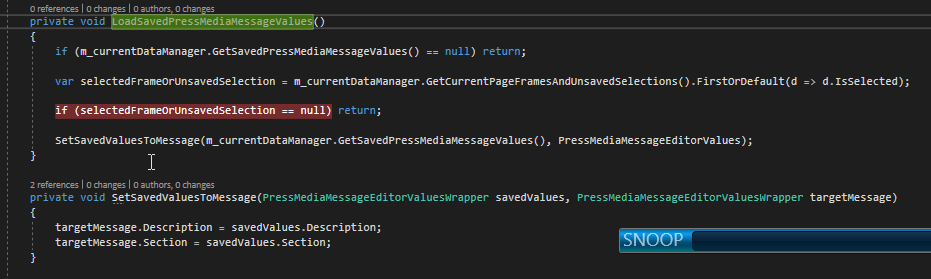 0 references | 0 changes | 0 authors, 0 changes
private void LoadSavedPressMediaMessageValues()
{
if (m_currentDataManager.GetSavedPressMediaMessageValues() == null) return;
var selectedFrameOrUnsavedSelection = m_currentDataManager.GetCurrentPageFramesAndUnsavedSelections().FirstOrDefault(d => d.IsSelected);
if (selectedFrameOrUnsavedSelection == null) return;
SetSavedValuesToMessage(m_currentDataManager.GetSavedPressMediaMessageValues(), PressMediaMessageEditorValues);
}
2 references | 0 changes | 0 authors, 0 changes
private void SetSavedValuesToMessage(PressMediaMessageEditorValuesWrapper savedValues, PressMediaMessageEditorValuesWrapper targetMessage)
{
targetMessage.Description = savedValues.Description;
targetMessage.Section = savedValues.Section;
SNOOP
}